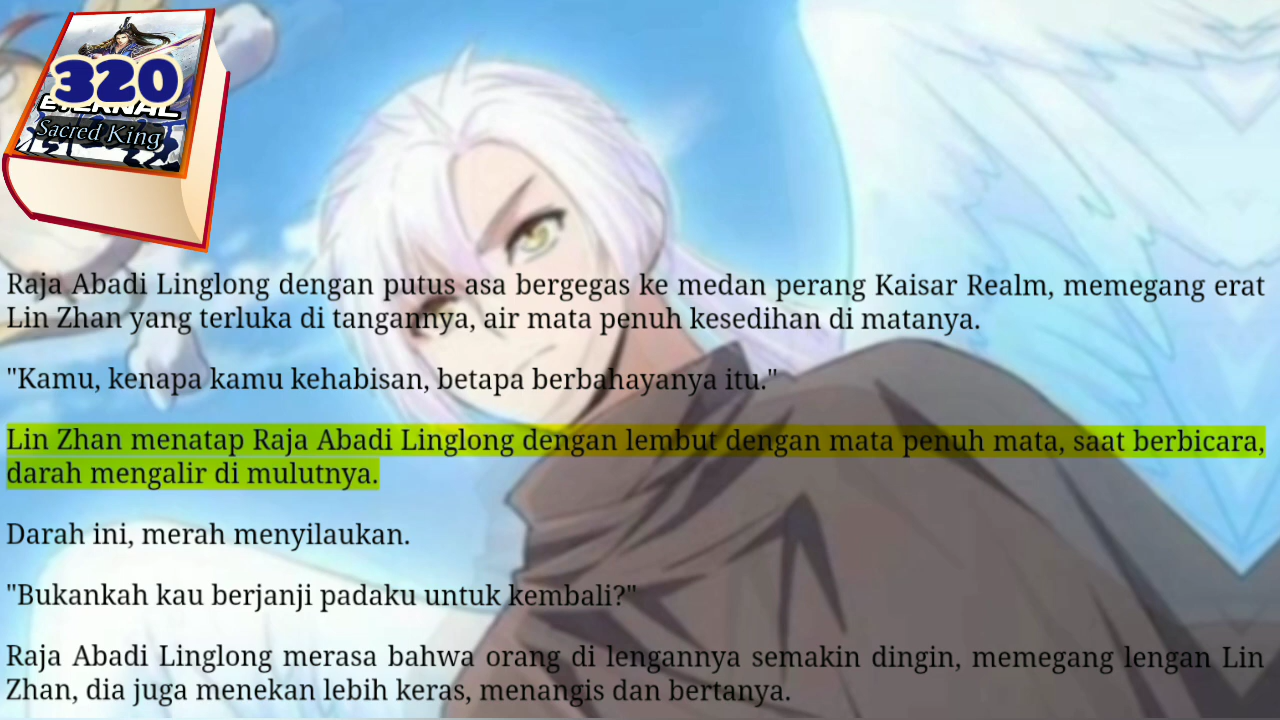 320
ETERNAL
Sacred King
Raja Abadi Linglong dengan putus asa bergegas ke medan perang Kaisar Realm, memegang erat
Lin Zhan yang terluka di tangannya, air mata penuh kesedihan di matanya.
"Kamu, kenapa kamu kehabisan, betapa berbahayanya itu."
Lin Zhan menatap Raja Abadi Linglong dengan lembut dengan mata penuh mata, saat berbicara,
darah mengalir di mulutnya.
Darah ini, merah menyilaukan.
"Bukankah kau berjanji padaku untuk kembali?"
Raja Abadi Linglong merasa bahwa orang di lengannya semakin dingin, memegang lengan Lin
Zhan, dia juga menekan lebih keras, menangis dan bertanya.